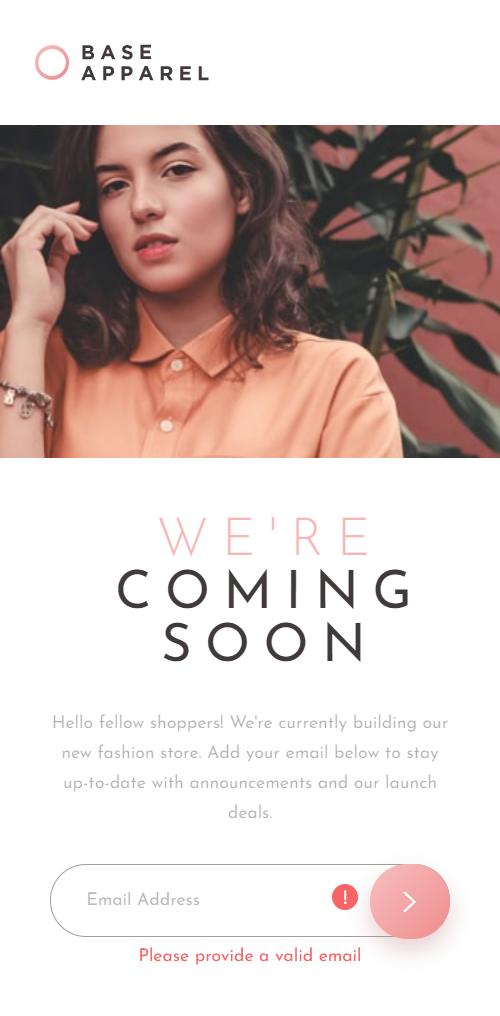 BASE
APPAREL
WE'RE
COMING
SOON
Hello fellow shoppers! We're currently building our
new fashion store. Add your email below to stay
up-to-date with announcements and our launch
deals.
Email Address !
Please provide a valid email